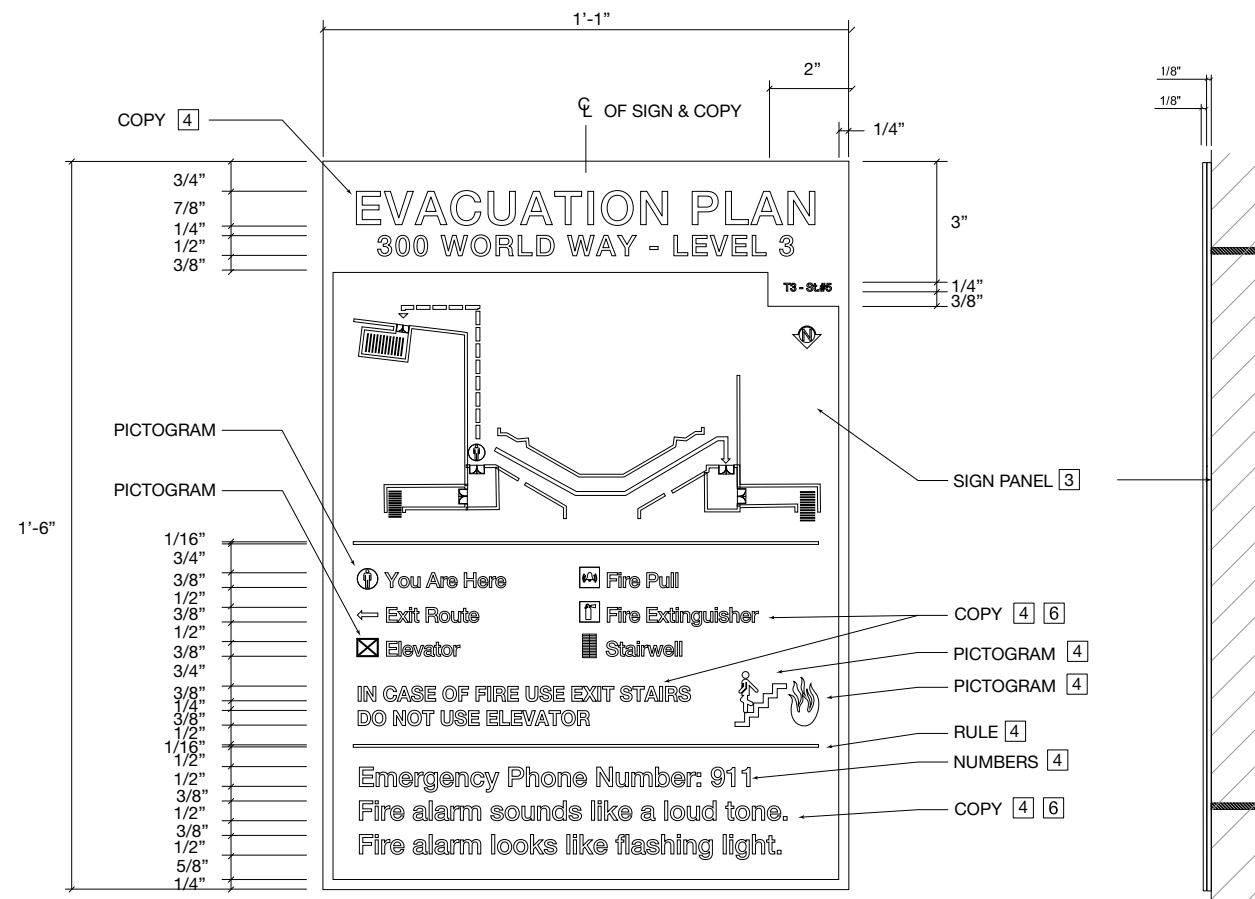 1'-1”
2”
1/8"
1/8"
℄ OF SIGN & COPY
COPY 4
1/4”
3/4”
7/8”
1/4”
1/2”
3/8”
EVACUATION PLAN
300 WORLD WAY - LEVEL 3
3”
T3 - St.#5
1/4”
3/8”
N
PICTOGRAM
PICTOGRAM
SIGN PANEL 3
1'-6”
1/16”
3/4”
3/8”
1/2”
3/8”
1/2”
3/8”
3/4”
3/8”
1/4”
3/8”
1/2”
1/16”
1/2”
1/2”
3/8”
1/2”
3/8”
1/2”
5/8”
1/4”
You Are Here
Fire Pull
Exit Route
Fire Extinguisher
Elevator
Stairwell
COPY 4 6
PICTOGRAM 4
PICTOGRAM 4
IN CASE OF FIRE USE EXIT STAIRS
DO NOT USE ELEVATOR
RULE 4
NUMBERS 4
Emergency Phone Number: 911
Fire alarm sounds like a loud tone.
COPY 4 6
Fire alarm looks like flashing light.